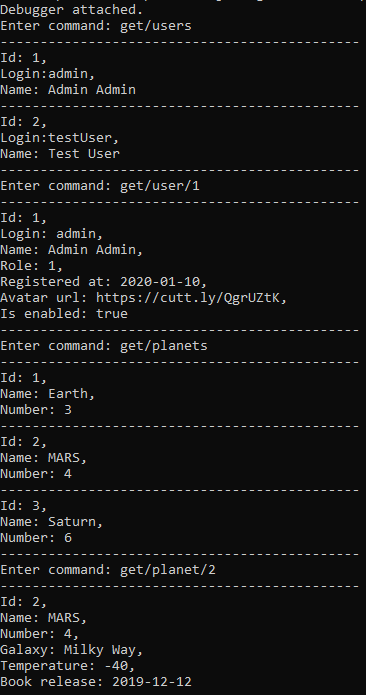 Debugger attached.
Enter command: get/users
---------------------------------------------
Id: 1,
Login:admin,
Name: Admin Admin
---------------------------------------------
Id: 2,
Login:testUser,
Name: Test User
---------------------------------------------
Enter command: get/user/1
---------------------------------------------
Id: 1,
Login: admin,
Name: Admin Admin,
Role: 1,
Registered at: 2020-01-10,
Avatar url: https://cutt.ly/QgrUZtK,
Is enabled: true
---------------------------------------------
Enter command: get/planets
---------------------------------------------
Id: 1,
Name: Earth,
Number: 3
---------------------------------------------
Id: 2,
Name: MARS,
Number: 4
---------------------------------------------
Id: 3,
Name: Saturn,
Number: 6
---------------------------------------------
Enter command: get/planet/2
---------------------------------------------
Id: 2,
Name: MARS,
Number: 4,
Galaxy: Milky Way,
Temperature: -40,
Book release: 2019-12-12